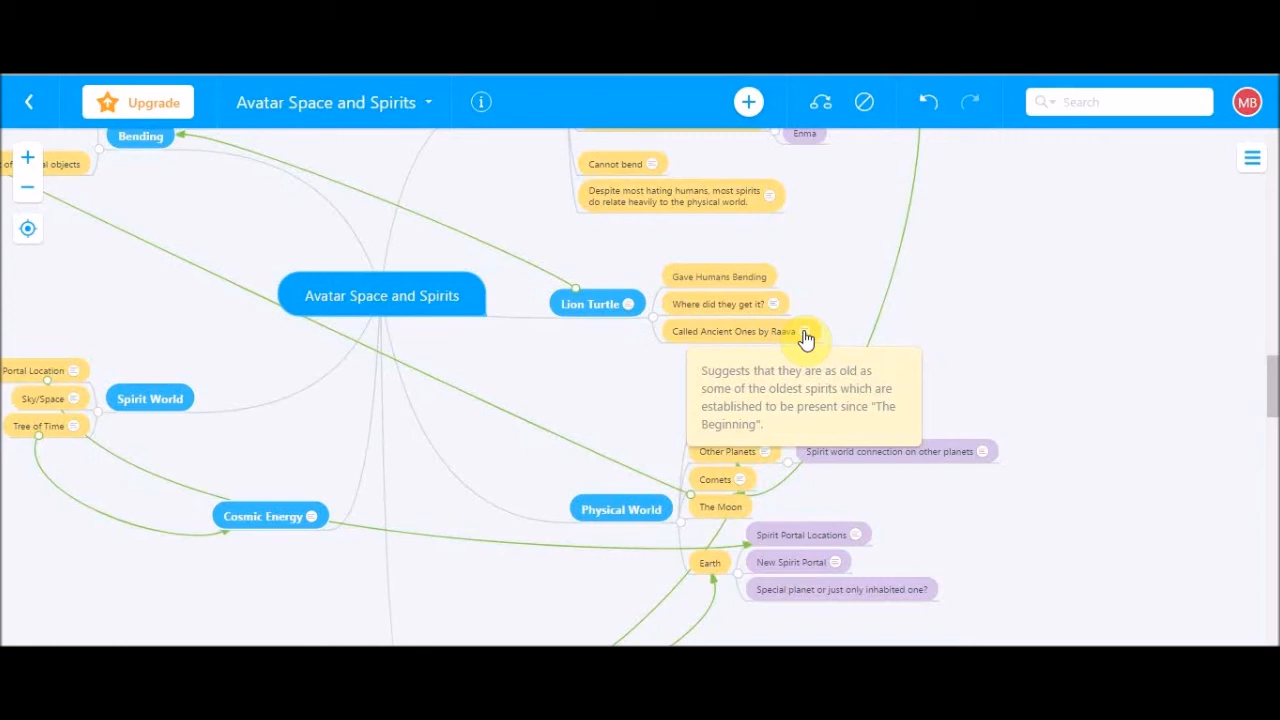 Upgrade
Avatar Space and Spirits
Search
MB
Bending
Enma
objects
Cannot bend
Despite most hating humans, most spirits
do relate heavily to the physical world.
Gave Humans Bending
Avatar Space and Spirits
Lion Turtle
Where did they get it?
Called Ancient Ones by Raava
Suggests that they are as old as
some of the oldest spirits which are
established to be present since "The
Beginning".
Portal Location
Sky/Space
Spirit World
Tree of Time
Other Planets
Spirit world connection on other planets
Comets
Physical World
The Moon
Cosmic Energy
Spirit Portal Locations
Earth
New Spirit Portal
Special planet or just only inhabited one?